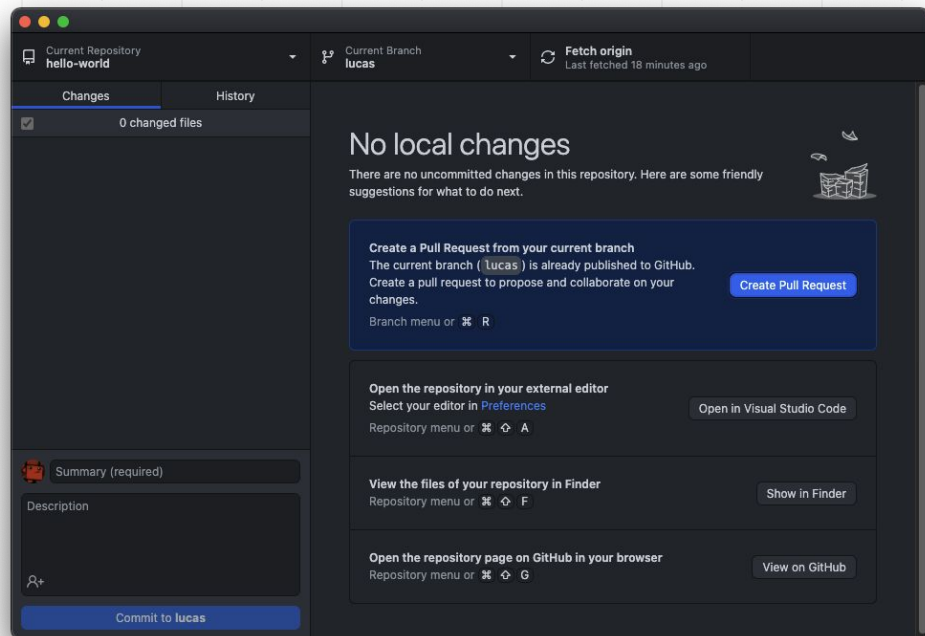 Current Repository
hello-world
Current Branch
lucas
Fetch origin
Last fetched 18 minutes ago
Changes
History
0 changed files
No local changes
There are no uncommitted changes in this repository. Here are some friendly
suggestions for what to do next.
Create a Pull Request from your current branch
The current branch ( lucas ) is already published to GitHub.
Create a pull request to propose and collaborate on your
changes.
Branch menu or ⌘ R
Create Pull Request
Open the repository in your external editor
Select your editor in Preferences
Repository menu or ⌘ ⇧ A
Open in Visual Studio Code
View the files of your repository in Finder
Repository menu or ⌘ ⇧ F
Show in Finder
Open the repository page on GitHub in your browser
Repository menu or ⌘ ⇧ G
View on GitHub
Summary (required)
Description
Commit to lucas